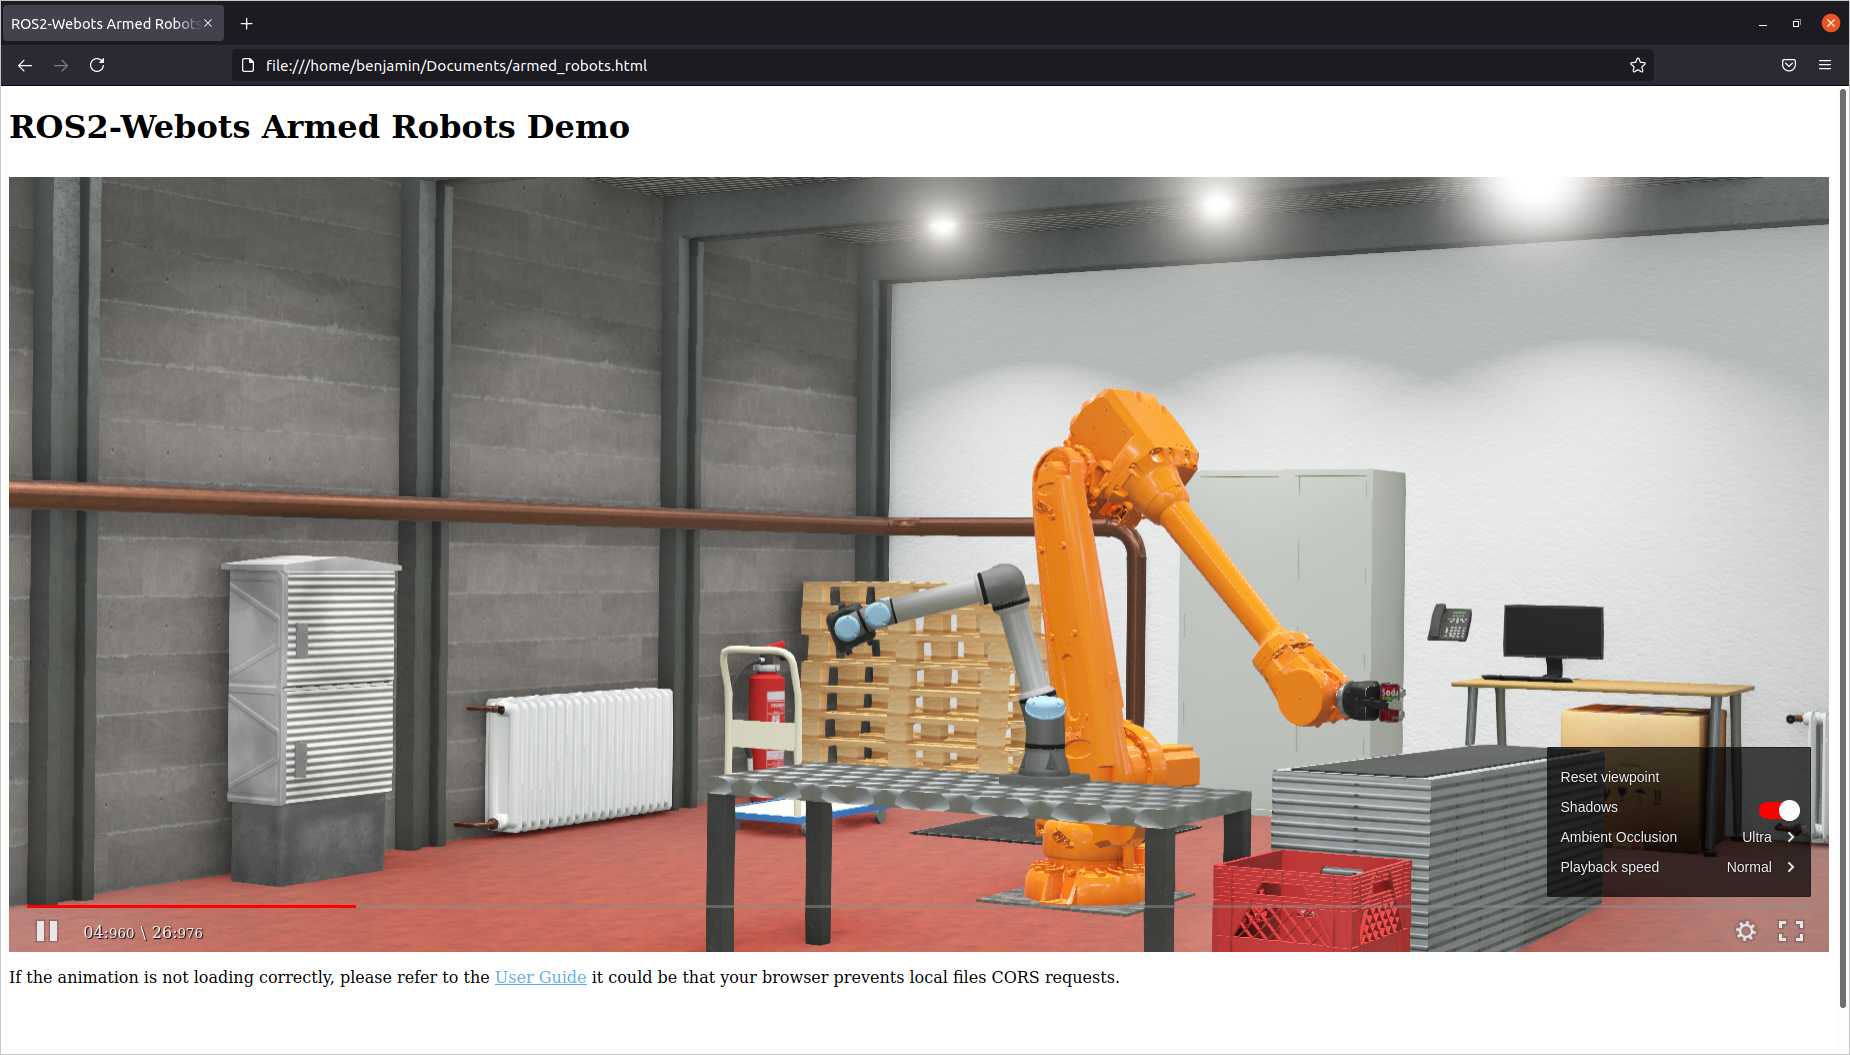 ROS2-Webots Armed Robots
file:///home/benjamin/Documents/armed_robots.html
ROS2-Webots Armed Robots Demo
Soda
Reset viewpoint
Shadows
Ambient Occlusion Ultra
Playback speed Normal
04:960 \ 26:976
If the animation is not loading correctly, please refer to the User Guide it could be that your browser prevents local files CORS requests.